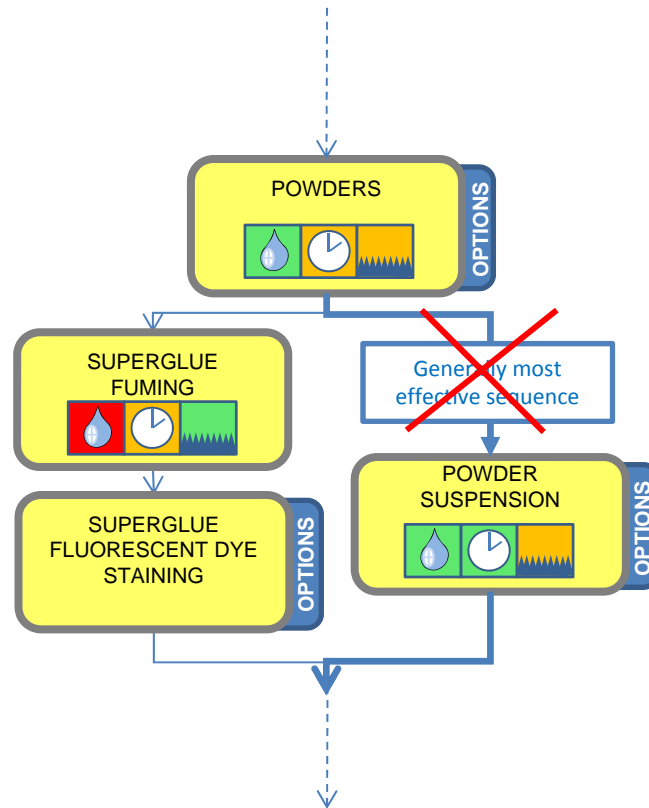 POWDERS
OPTIONS
SUPERGLUE
FUMING
Generally most
effective sequence
POWDER
SUSPENSION
OPTIONS
SUPERGLUE
FLUORESCENT DYE
STAINING
OPTIONS